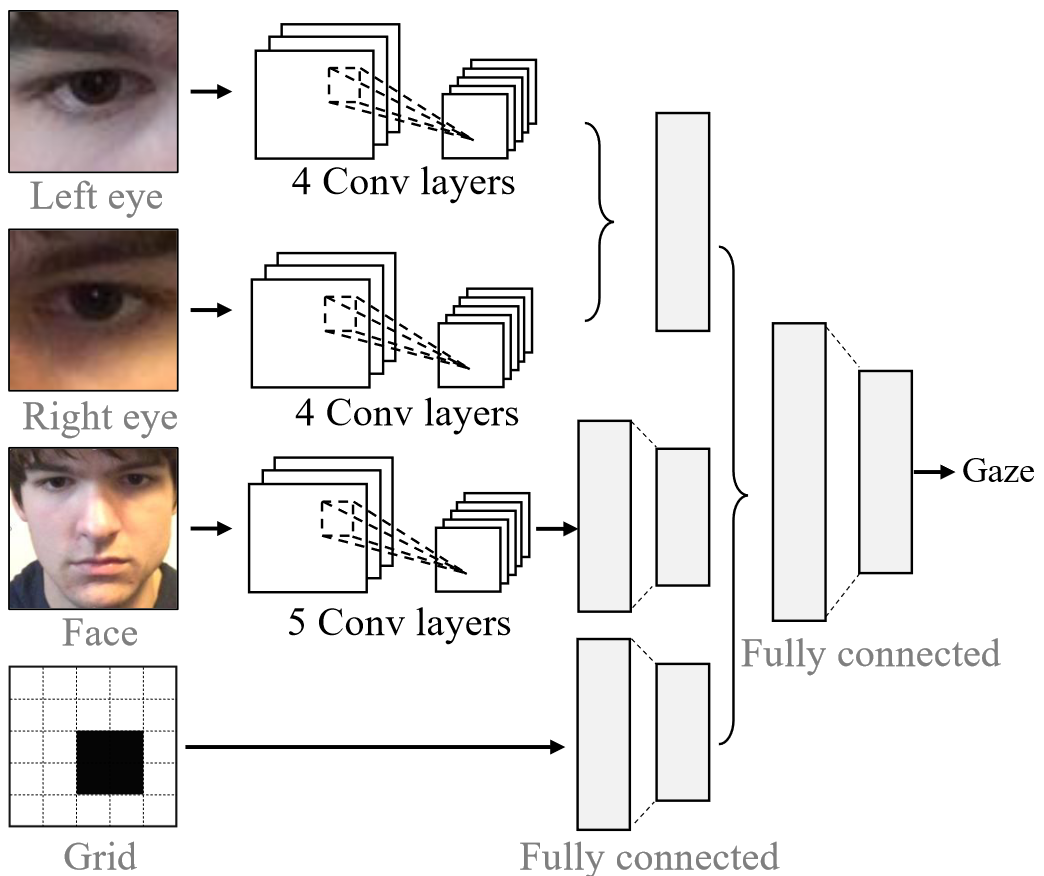 Left eye
4 Conv layers
Right eye
4 Conv layers
Face
5 Conv layers
Gaze
Fully connected
Grid
Fully connected